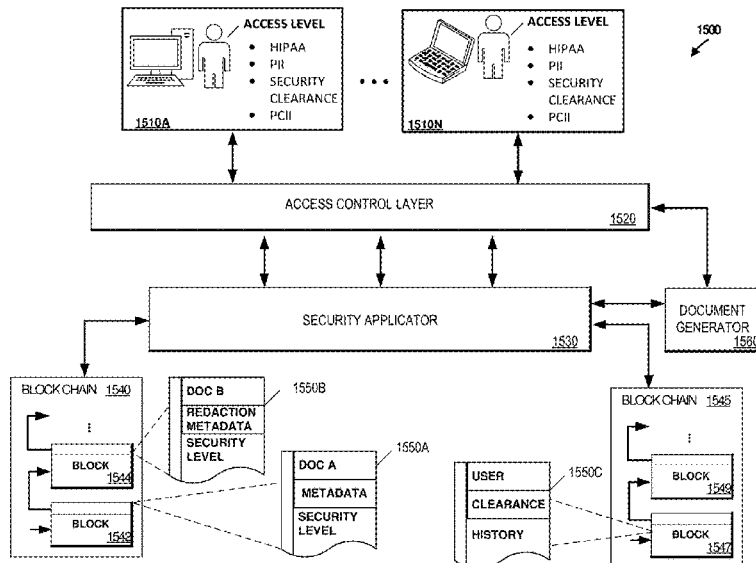 1500
ACCESS LEVEL
• HIPAA
• PII
• SECURITY
CLEARANCE
• PCII
1510A
• • •
ACCESS LEVEL
• HIPAA
• PII
• SECURITY
CLEARANCE
• PCII
1510N
ACCESS CONTROL LAYER
1520
SECURITY APPLICATOR
1530
DOCUMENT
GENERATOR
1560
BLOCK CHAIN 1540
BLOCK
1544
BLOCK
1542
DOC B
REDACTION
METADATA
SECURITY
LEVEL
1550B
DOC A
METADATA
SECURITY
LEVEL
1550A
USER
CLEARANCE
HISTORY
1550C
BLOCK CHAIN 1545
BLOCK
1549
BLOCK
1547